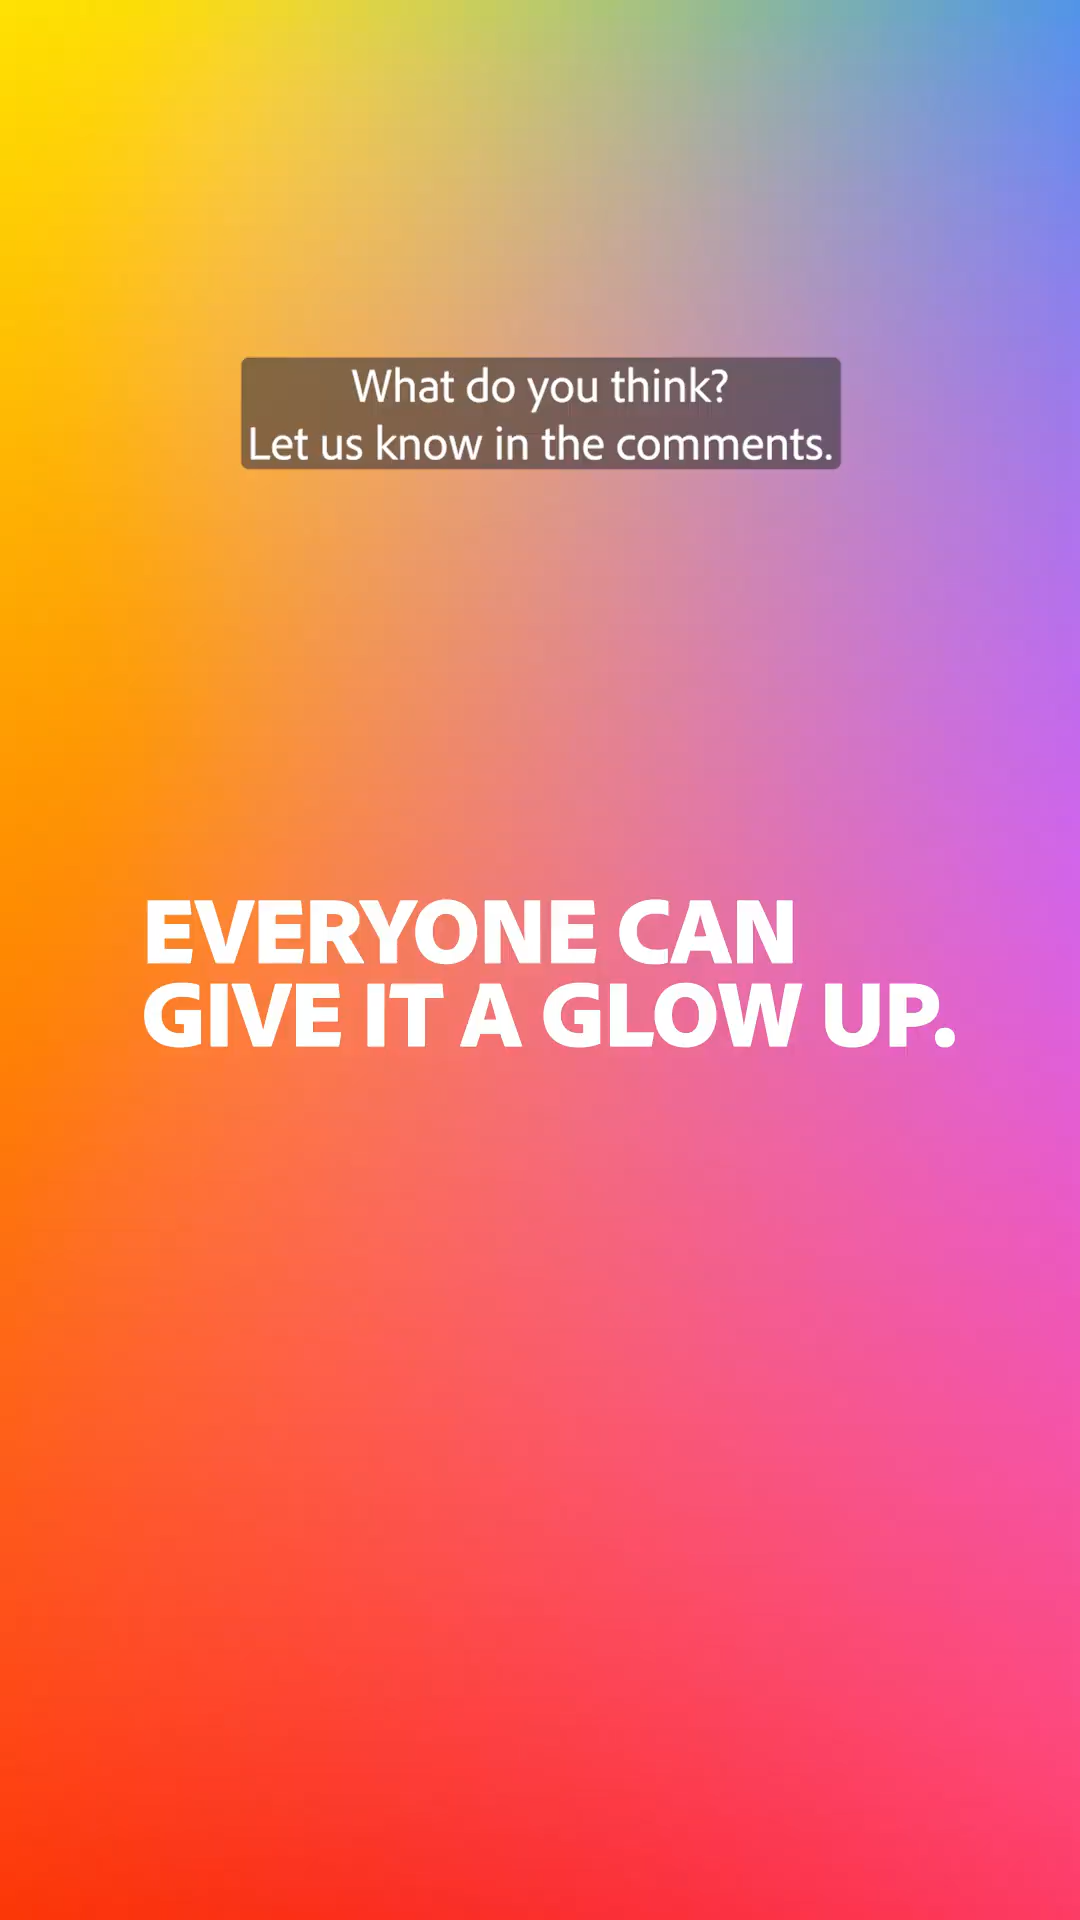 What do you think?
Let us know in the comments.
EVERYONE CAN
GIVE IT A GLOW UP.